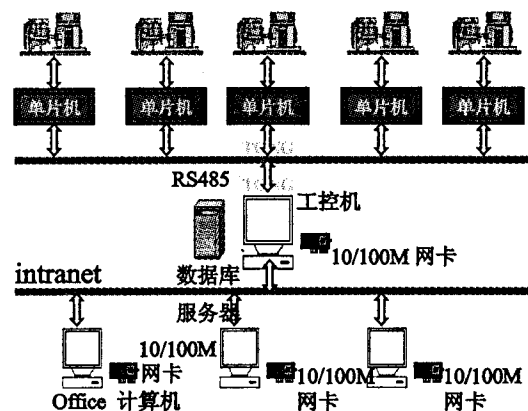 单片机 单片机 单片机 单片机 单片机
RS485
工控机
10/100M 网卡
intranet
数据库
服务器
10/100M
网卡
10/100M
网卡
10/100M
网卡
Office 计算机